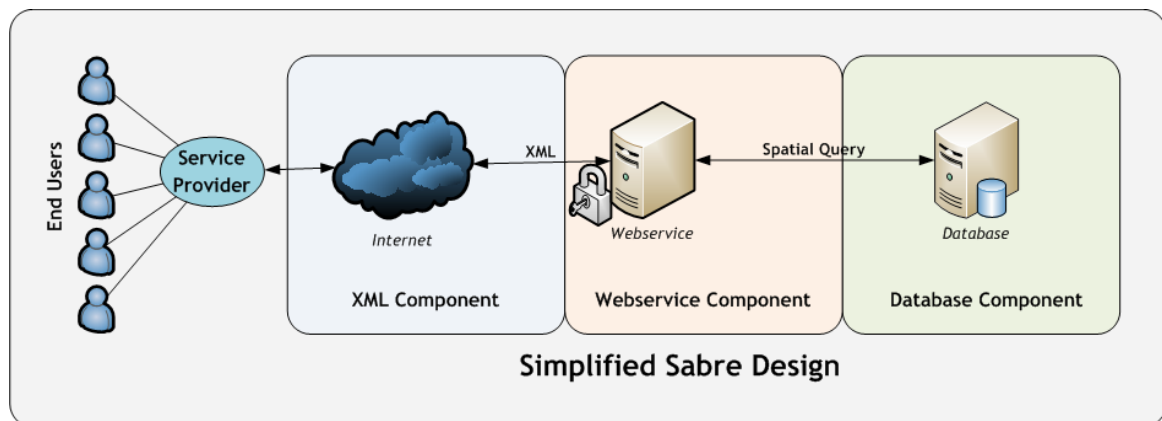 End Users
Service
Provider
Internet
XML
Webservice
Spatial Query
Database
XML Component
Webservice Component
Database Component
Simplified Sabre Design